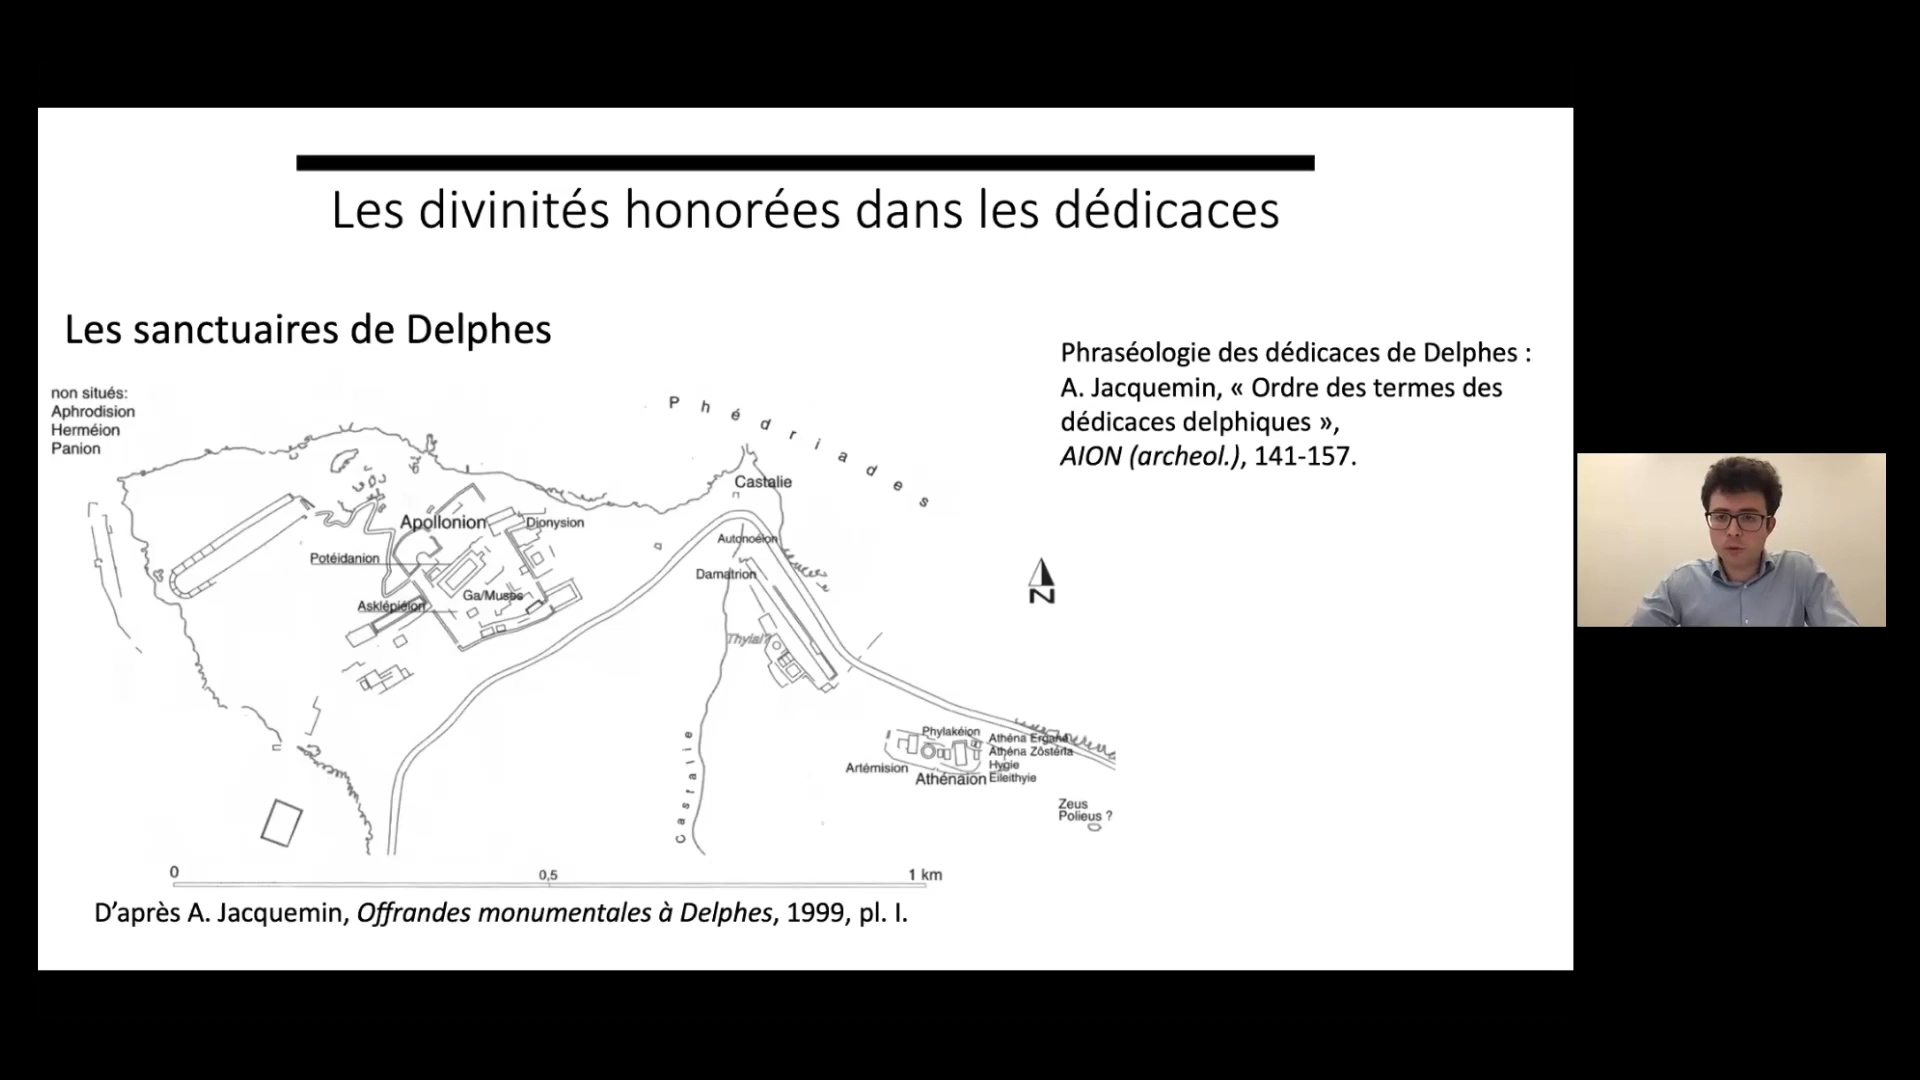 Les divinités honorées dans les dédicaces
Les sanctuaires de Delphes
non situés:
Aphrodision
Herméion
Panion
Phédriades
Castalie
Apollonion
Dionysion
Autonoéion
Potéidanion
Damatrion
Asklépiéion
Ga/Muses
Thyiai?
Castalie
Phylakéion
Athéna Ergané
Athéna Zôstéria
Hygie
Eileithyie
Artémision
Athénaion
Zeus
Polieus ?
N
0
0,5
1 km
D’après A. Jacquemin, Offrandes monumentales à Delphes, 1999, pl. I.
Phraséologie des dédicaces de Delphes :
A. Jacquemin, « Ordre des termes des
dédicaces delphiques »,
AION (archeol.), 141-157.